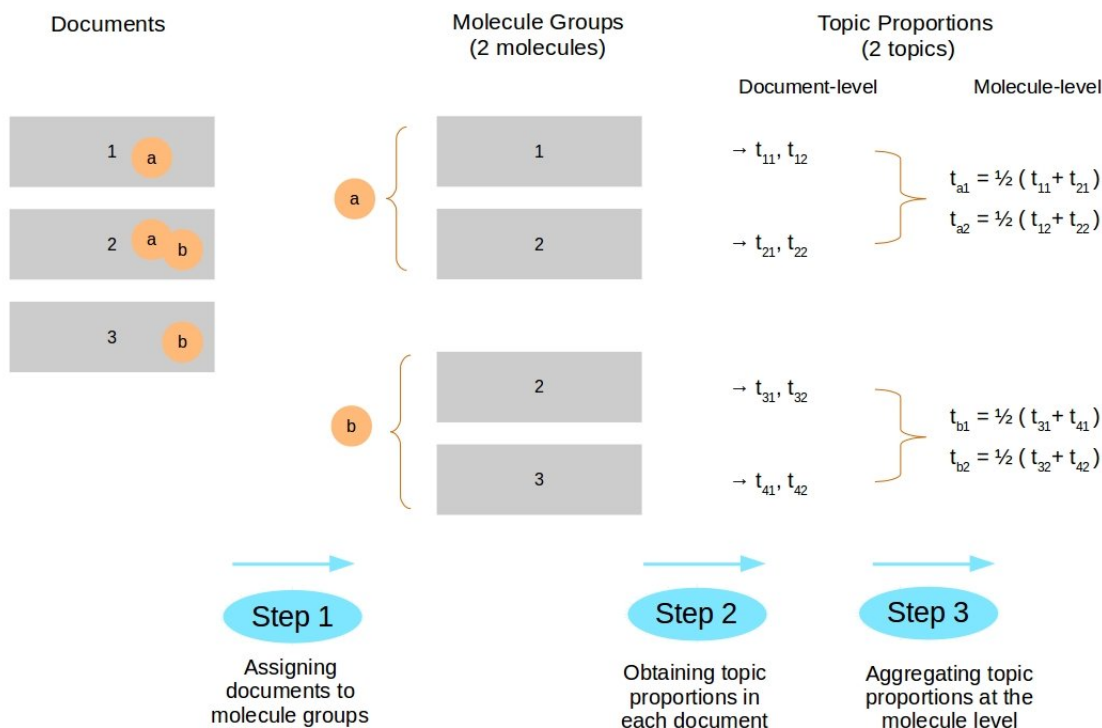 Documents
Molecule Groups
(2 molecules)
Topic Proportions
(2 topics)
Document-level
Molecule-level
1 a
2 a b
3 b
a
1
2
→ t₁₁, t₁₂
→ t₂₁, t₂₂
tₐ₁ = ½ ( t₁₁+ t₂₁)
tₐ₂ = ½ ( t₁₂+ t₂₂)
b
2
3
→ t₃₁, t₃₂
→ t₄₁, t₄₂
t_b1 = ½ ( t₃₁+ t₄₁)
t_b2 = ½ ( t₃₂+ t₄₂)
Step 1
Assigning
documents to
molecule groups
Step 2
Obtaining topic
proportions in
each document
Step 3
Aggregating topic
proportions at the
molecule level